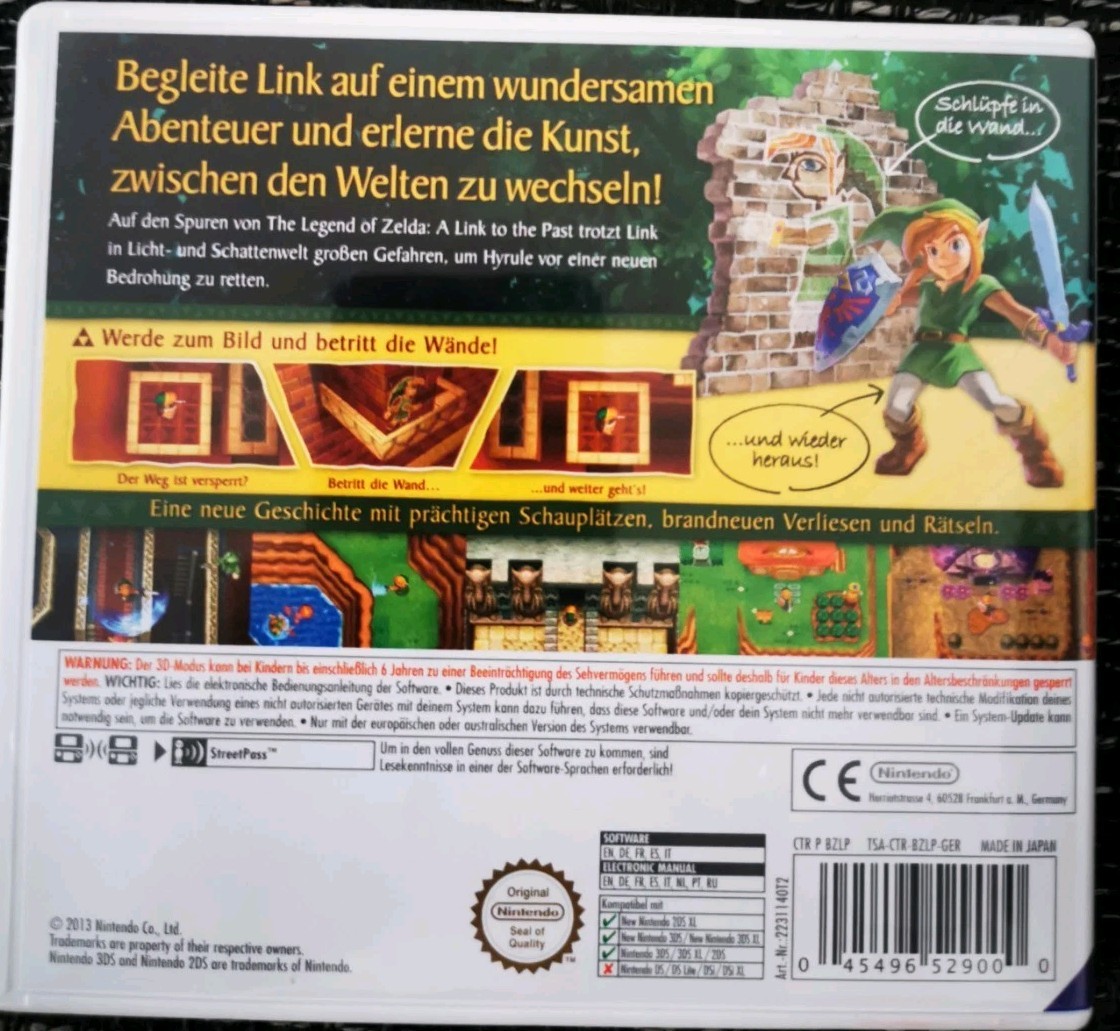 Begleite Link auf einem wundersamen
Abenteuer und erlerne die Kunst,
zwischen den Welten zu wechseln!
Schlüpfe in
die Wand...
Auf den Spuren von The Legend of Zelda: A Link to the Past trotzt Link
in Licht- und Schattenwelt großen Gefahren, um Hyrule vor einer neuen
Bedrohung zu retten.
Werde zum Bild und betritt die Wände!
...und wieder
heraus!
Der Weg ist versperrt?
Betritt die Wand...
...und weiter geht's!
Eine neue Geschichte mit prächtigen Schauplätzen, brandneuen Verliesen und Rätseln.
WARNUNG: Der 3D-Modus kann bei Kindern bis einschließlich 6 Jahren zu einer Beeinträchtigung des Sehvermögens führen und sollte deshalb für Kinder dieses Alters in den Altersbeschränkungen gesperrt
werden. WICHTIG: Lies die elektronische Bedienungsanleitung der Software. • Dieses Produkt ist durch technische Schutzmaßnahmen kopiergeschützt. • Jede nicht autorisierte technische Modifikation deines
Systems oder jegliche Verwendung eines nicht autorisierten Gerätes mit deinem System kann dazu führen, dass diese Software und/oder dein System nicht mehr verwendbar sind. • Ein System-Update kann
notwendig sein, um die Software zu verwenden. • Nur mit der europäischen oder australischen Version des Systems verwendbar.
StreetPass™
Um in den vollen Genuss dieser Software zu kommen, sind
Lesekenntnisse in einer der Software-Sprachen erforderlich!
CE
Nintendo
Herriotstrasse 4, 60528 Frankfurt a. M., Germany
CTR P BZLP TSA-CTR-BZLP-GER MADE IN JAPAN
SOFTWARE
EN, DE, FR, ES, IT
ELECTRONIC MANUAL
EN, DE, FR, ES, IT, NL, PT, RU
Kompatibel mit
New Nintendo 2DS XL
New Nintendo 3DS / New Nintendo 3DS XL
Nintendo 3DS / 3DS XL / 2DS
Nintendo DS / DS Lite / DSi / DSi XL
Original
Nintendo
Seal of
Quality
TM
Art.-Nr.: 2231140T2
0 45496 52900 0
© 2013 Nintendo Co., Ltd.
Trademarks are property of their respective owners.
Nintendo 3DS and Nintendo 2DS are trademarks of Nintendo.